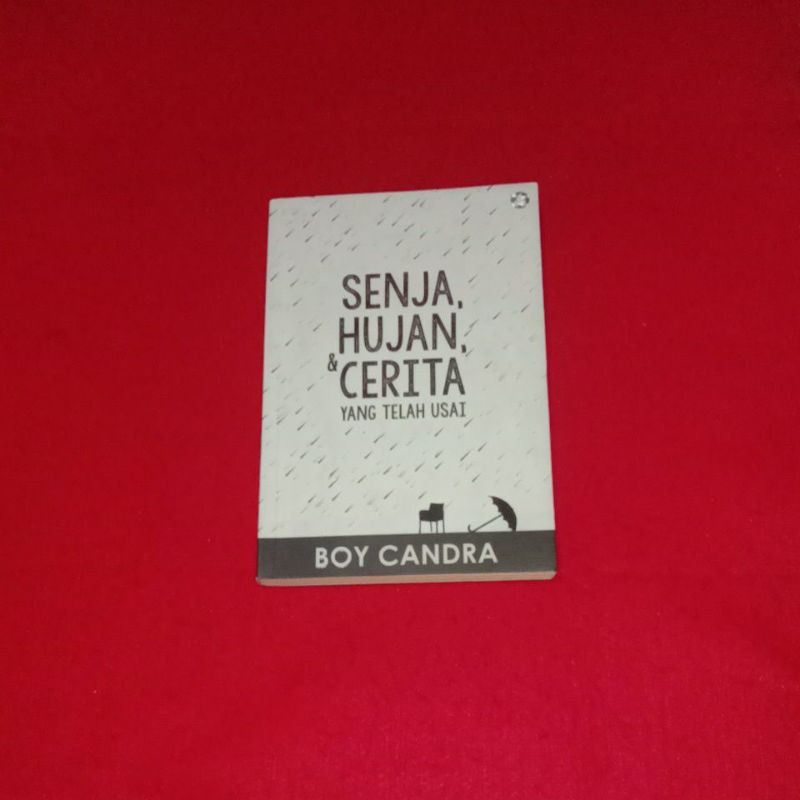 SENJA,
HUJAN,
& CERITA
YANG TELAH USAI
BOY CANDRA